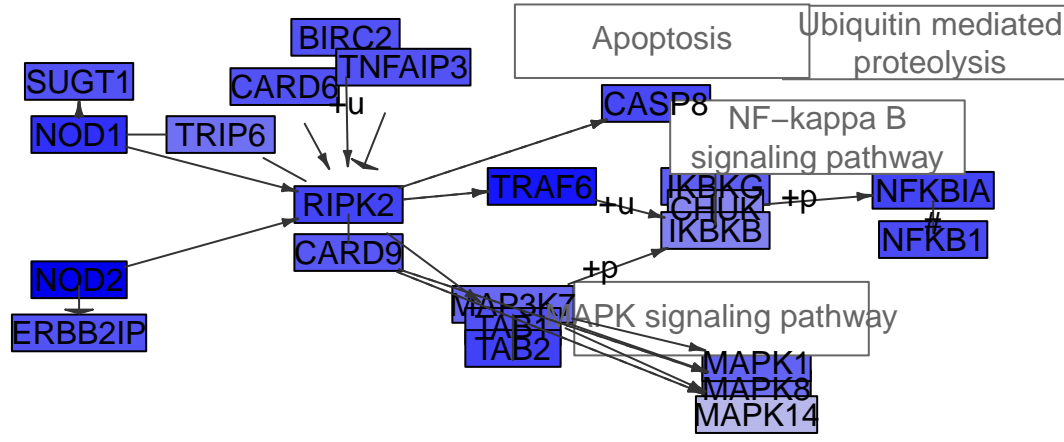 BIRC2
Apoptosis
Ubiquitin mediated
proteolysis
TNFAIP3
SUGT1
CARD6
+u
CASP8
NOD1
TRIP6
NF−kappa B
signaling pathway
RIPK2
TRAF6
+u
IKBKG
CHUK
IKBKB
+p
NFKBIA
#
NFKB1
CARD9
+p
NOD2
ERBB2IP
MAP3K7
TAB1
TAB2
MAPK signaling pathway
MAPK1
MAPK8
MAPK14